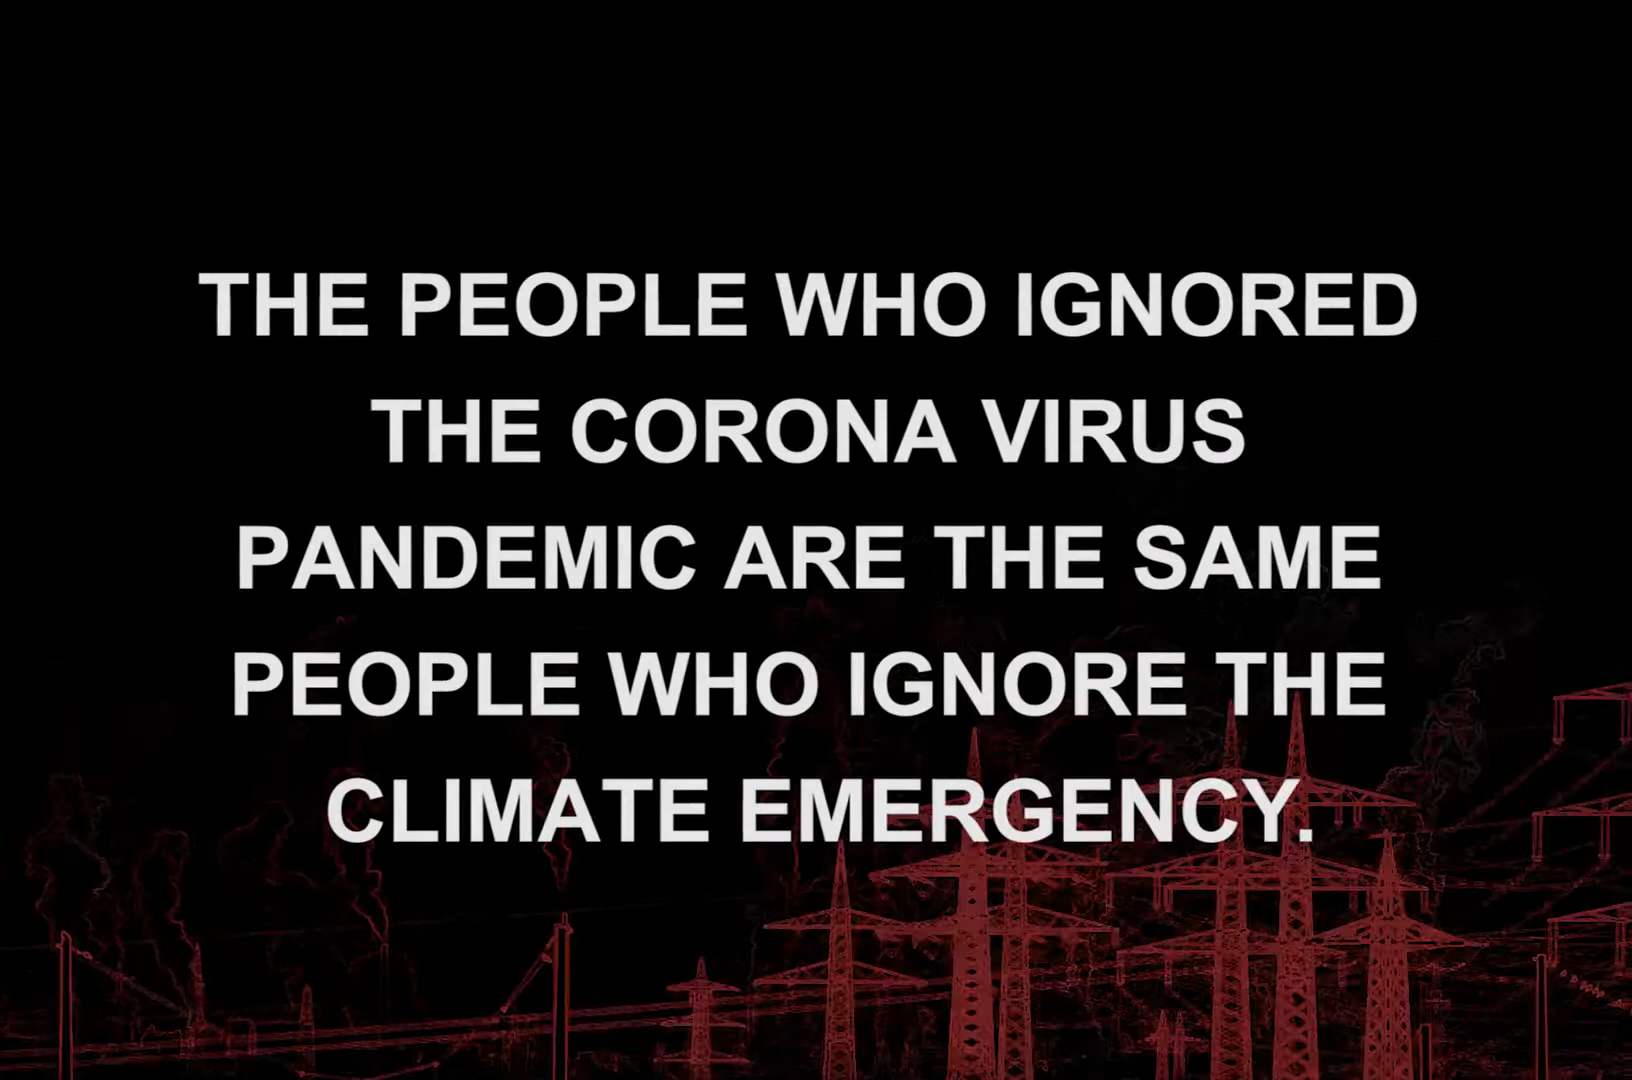 THE PEOPLE WHO IGNORED
THE CORONA VIRUS
PANDEMIC ARE THE SAME
PEOPLE WHO IGNORE THE
CLIMATE EMERGENCY.